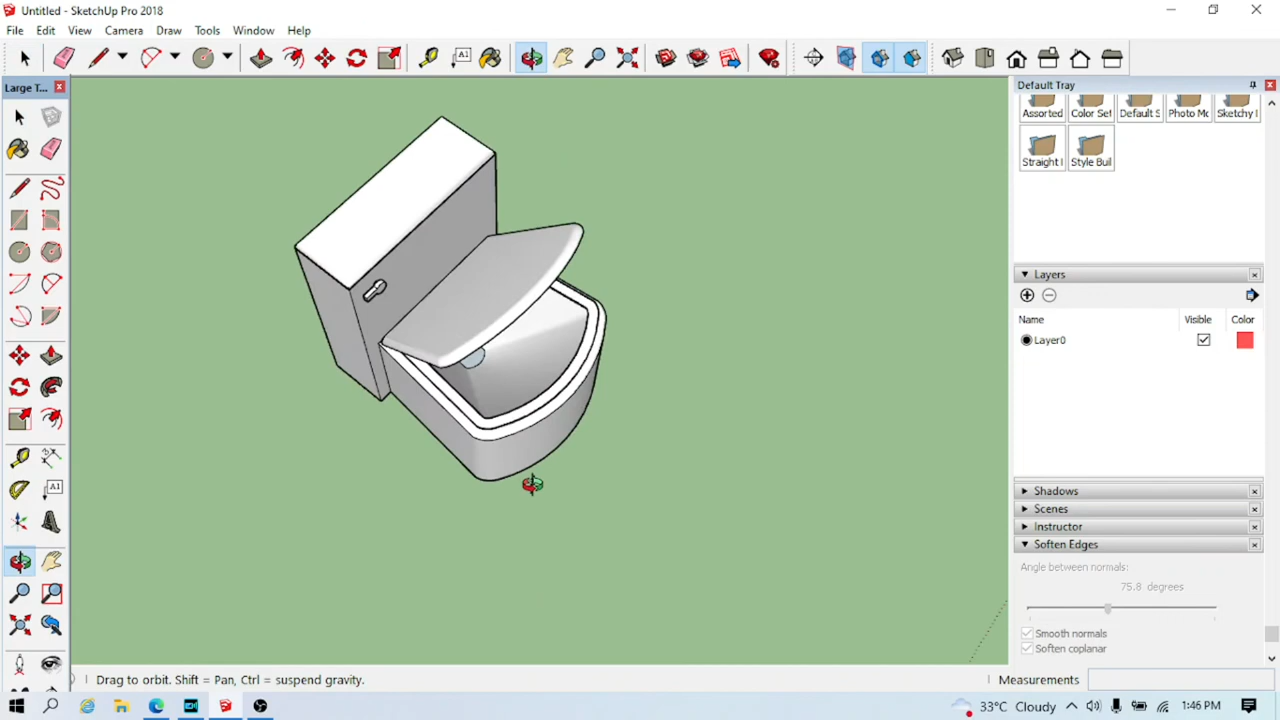 Untitled - SketchUp Pro 2018
File Edit View Camera Draw Tools Window Help
A1
Large T...
Default Tray
Assorted Color Set Default S Photo Mo Sketchy I
Straight I Style Buil
Layers
Name Visible Color
Layer0
A1
Shadows
Scenes
Instructor
Soften Edges
Angle between normals:
75.8 degrees
Smooth normals
Soften coplanar
Drag to orbit. Shift = Pan, Ctrl = suspend gravity.
Measurements
33°C Cloudy
1:46 PM